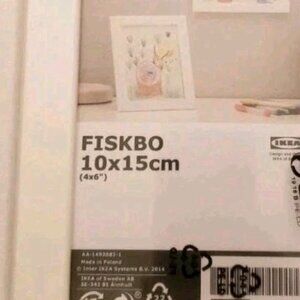 IKEA
FISKBO
10x15cm
(4x6")
Made in Poland
© Inter IKEA Systems B.V. 2014
IKEA of Sweden AB
SE-343 81 Älmhult